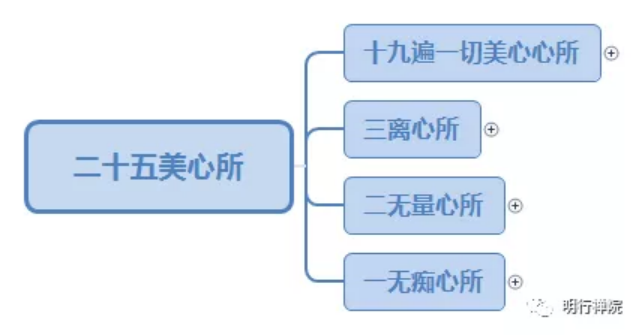 十九遍一切美心心所
三离心所
二十五美心所
二无量心所
一无痴心所
明行禅院